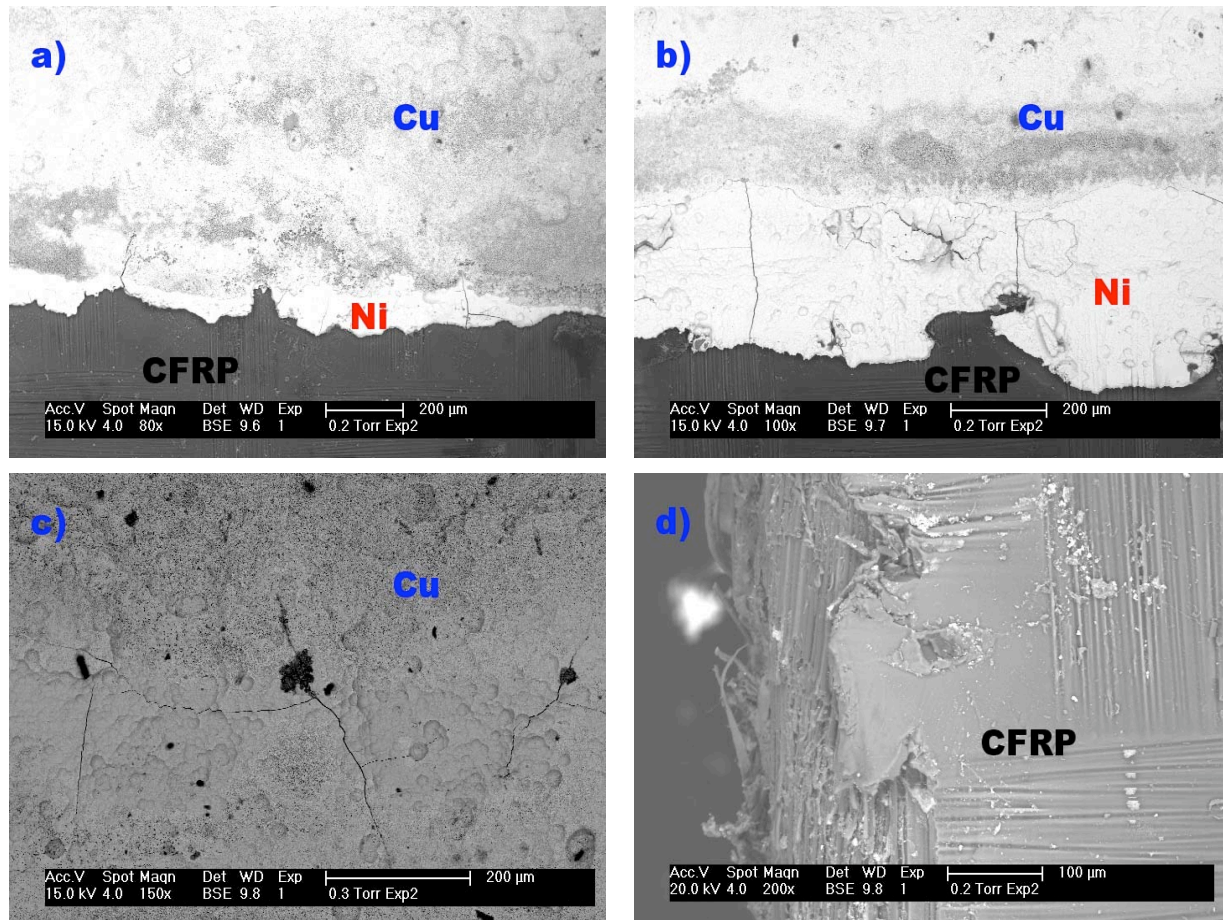 a)
Cu
Ni
CFRP
Acc.V Spot Magn Det WD Exp 200 µm
15.0 kV 4.0 80x BSE 9.6 1 0.2 Torr Exp2
b)
Cu
Ni
CFRP
Acc.V Spot Magn Det WD Exp 200 µm
15.0 kV 4.0 100x BSE 9.7 1 0.2 Torr Exp2
c)
Cu
Acc.V Spot Magn Det WD Exp 200 µm
15.0 kV 4.0 150x BSE 9.8 1 0.3 Torr Exp2
d)
CFRP
Acc.V Spot Magn Det WD Exp 100 µm
20.0 kV 4.0 200x BSE 9.8 1 0.2 Torr Exp2